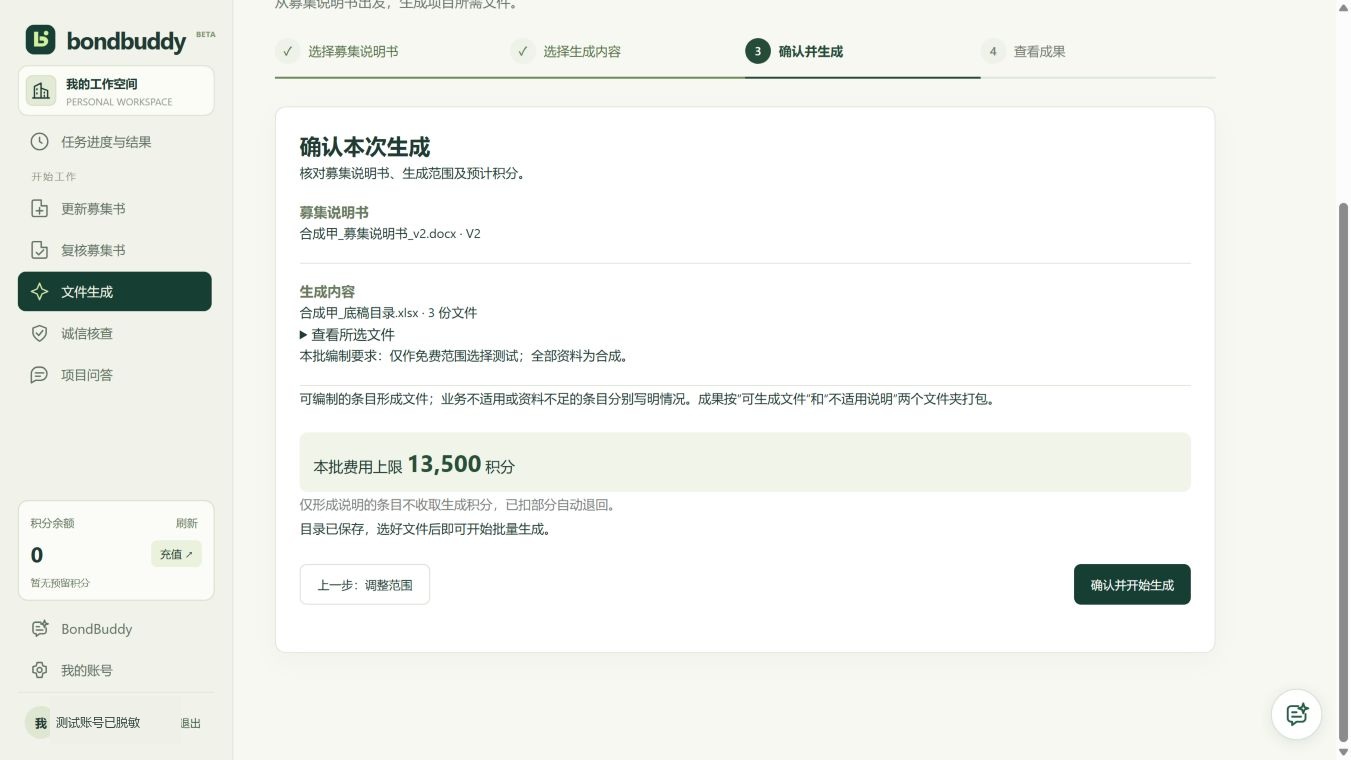 bondbuddy BETA
我的工作空间
PERSONAL WORKSPACE
任务进度与结果
开始工作
更新募集书
复核募集书
文件生成
诚信核查
项目问答
积分余额 刷新
0 充值 ↗
暂无预留积分
BondBuddy
我的账号
我 测试账号已脱敏 退出
从募集说明书出发，生成项目所需文件。
✓ 选择募集说明书 ✓ 选择生成内容 3 确认并生成 4 查看成果
确认本次生成
核对募集说明书、生成范围及预计积分。
募集说明书
合成甲_募集说明书_v2.docx · V2
生成内容
合成甲_底稿目录.xlsx · 3 份文件
▶ 查看所选文件
本批编制要求：仅作免费范围选择测试；全部资料为合成。
可编制的条目形成文件；业务不适用或资料不足的条目分别写明情况。成果按“可生成文件”和“不适用说明”两个文件夹打包。
本批费用上限 13,500 积分
仅形成说明的条目不收取生成积分，已扣部分自动退回。
目录已保存，选好文件后即可开始批量生成。
上一步：调整范围 确认并开始生成